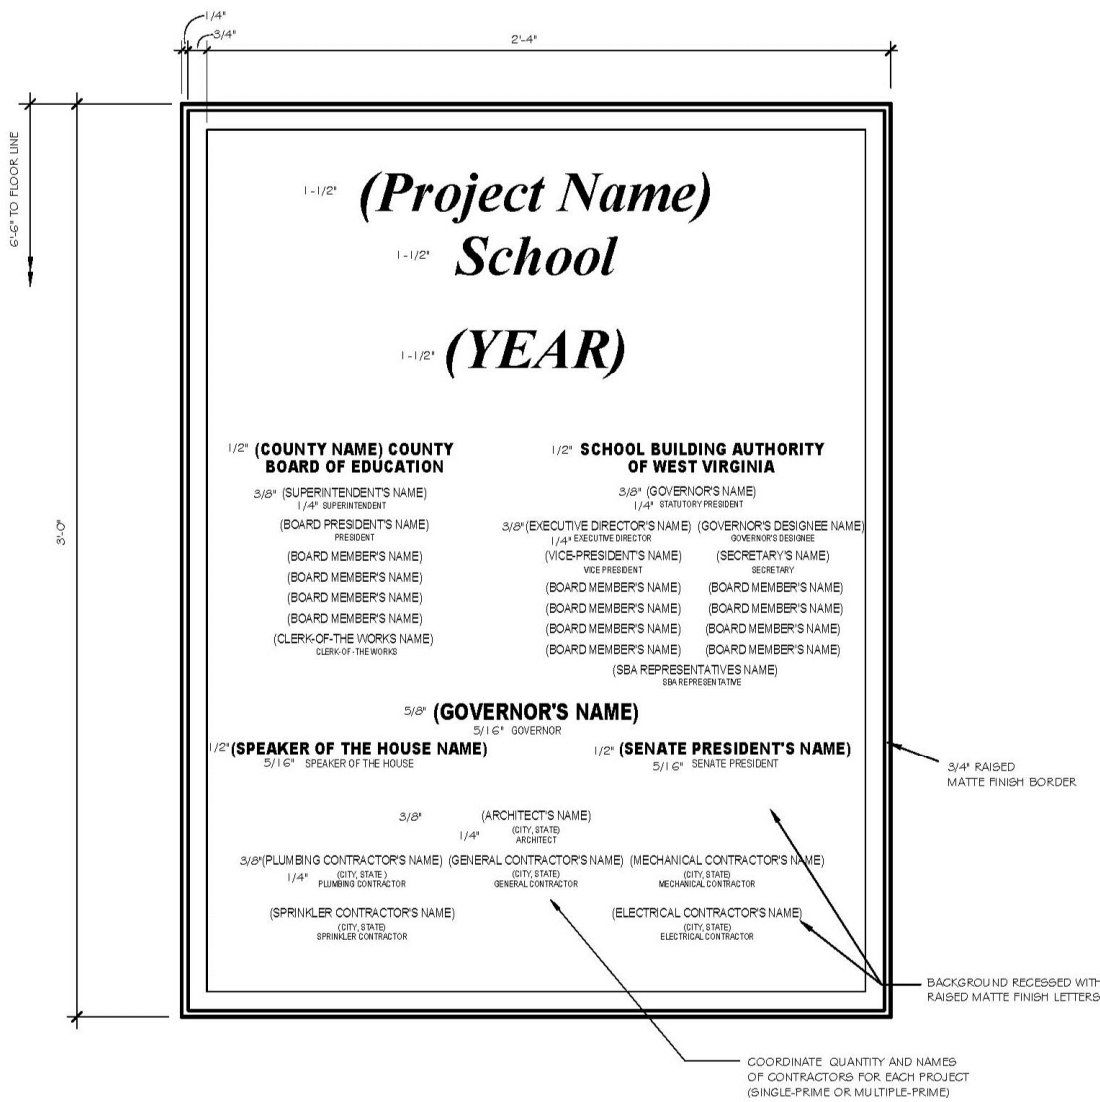 1/4"
3/4"
2'-4"
6'-6" TO FLOOR LINE
3'-0"
1-1/2" (Project Name)
1-1/2" School
1-1/2" (YEAR)
1/2" (COUNTY NAME) COUNTY
BOARD OF EDUCATION
3/8" (SUPERINTENDENT'S NAME)
1/4" SUPERINTENDENT
(BOARD PRESIDENT'S NAME)
PRESIDENT
(BOARD MEMBER'S NAME)
(BOARD MEMBER'S NAME)
(BOARD MEMBER'S NAME)
(BOARD MEMBER'S NAME)
(CLERK-OF-THE WORKS NAME)
CLERK-OF-THE WORKS
1/2" SCHOOL BUILDING AUTHORITY
OF WEST VIRGINIA
3/8" (GOVERNOR'S NAME)
1/4" STATUTORY PRESIDENT
3/8" (EXECUTIVE DIRECTOR'S NAME) (GOVERNOR'S DESIGNEE NAME)
1/4" EXECUTIVE DIRECTOR GOVERNOR'S DESIGNEE
(VICE-PRESIDENT'S NAME) (SECRETARY'S NAME)
VICE PRESIDENT SECRETARY
(BOARD MEMBER'S NAME) (BOARD MEMBER'S NAME)
(BOARD MEMBER'S NAME) (BOARD MEMBER'S NAME)
(BOARD MEMBER'S NAME) (BOARD MEMBER'S NAME)
(BOARD MEMBER'S NAME) (BOARD MEMBER'S NAME)
(SBA REPRESENTATIVES NAME)
SBA REPRESENTATIVE
5/8" (GOVERNOR'S NAME)
5/16" GOVERNOR
1/2" (SPEAKER OF THE HOUSE NAME) 1/2" (SENATE PRESIDENT'S NAME)
5/16" SPEAKER OF THE HOUSE 5/16" SENATE PRESIDENT
3/4" RAISED
MATTE FINISH BORDER
3/8" (ARCHITECT'S NAME)
1/4" (CITY, STATE)
ARCHITECT
3/8" (PLUMBING CONTRACTOR'S NAME) (GENERAL CONTRACTOR'S NAME) (MECHANICAL CONTRACTOR'S NAME)
1/4" (CITY, STATE ) (CITY, STATE) (CITY, STATE)
PLUMBING CONTRACTOR GENERAL CONTRACTOR MECHANICAL CONTRACTOR
(SPRINKLER CONTRACTOR'S NAME) (ELECTRICAL CONTRACTOR'S NAME)
(CITY, STATE) (CITY, STATE)
SPRINKLER CONTRACTOR ELECTRICAL CONTRACTOR
BACKGROUND RECESSED WITH
RAISED MATTE FINISH LETTERS
COORDINATE QUANTITY AND NAMES
OF CONTRACTORS FOR EACH PROJECT
(SINGLE-PRIME OR MULTIPLE-PRIME)